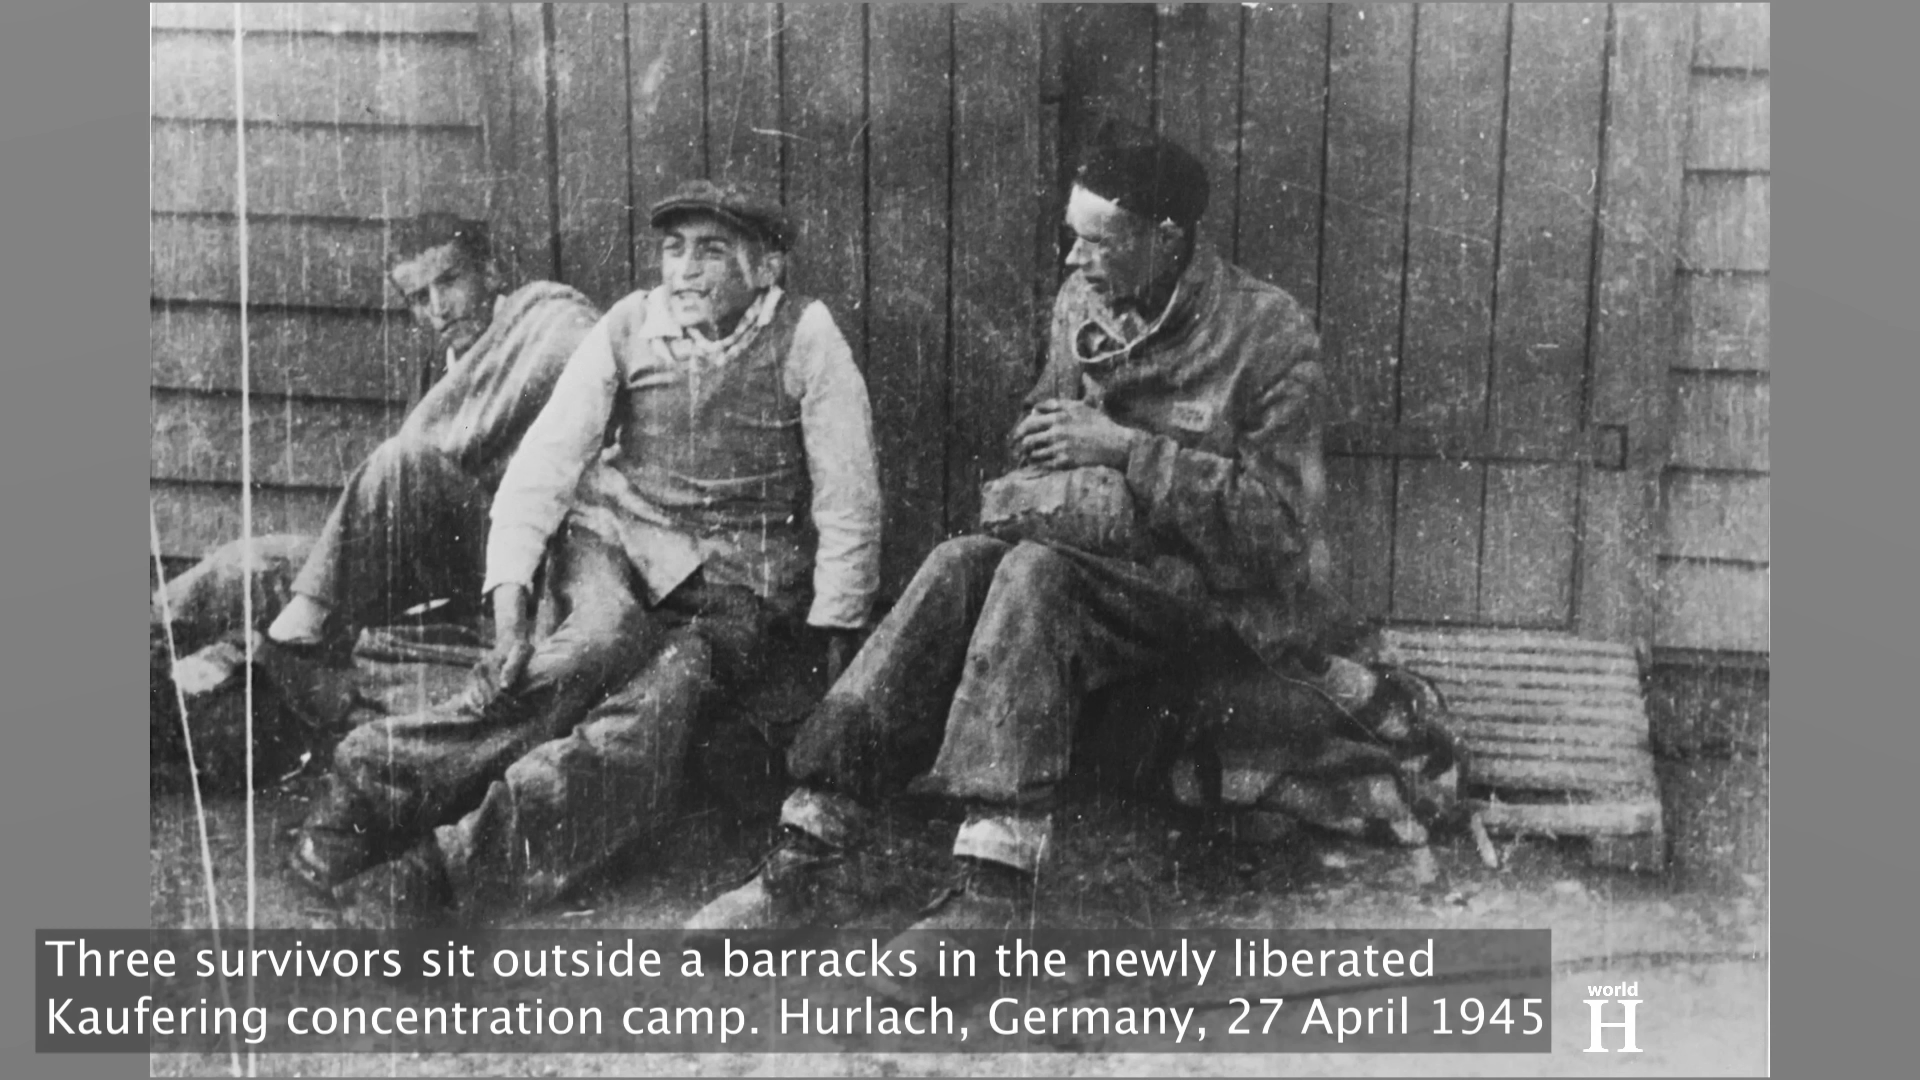 Three survivors sit outside a barracks in the newly liberated
Kaufering concentration camp. Hurlach, Germany, 27 April 1945
world
H